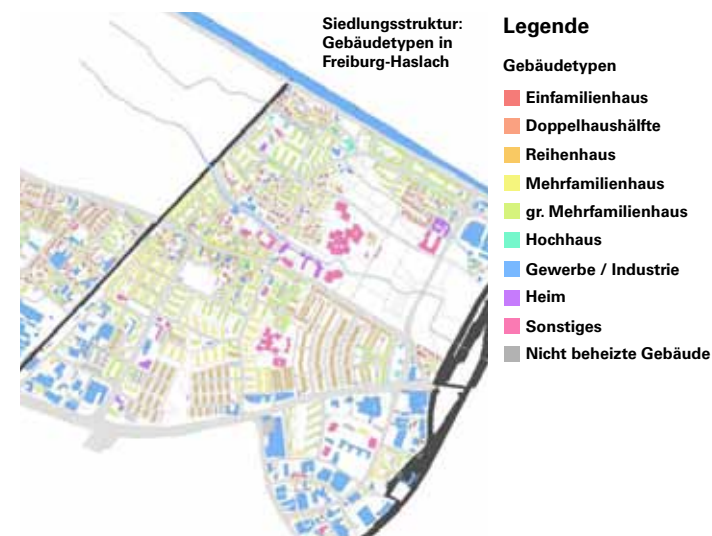 Siedlungsstruktur:
Gebäudetypen in
Freiburg-Haslach
Legende
Gebäudetypen
Einfamilienhaus
Doppelhaushälfte
Reihenhaus
Mehrfamilienhaus
gr. Mehrfamilienhaus
Hochhaus
Gewerbe / Industrie
Heim
Sonstiges
Nicht beheizte Gebäude